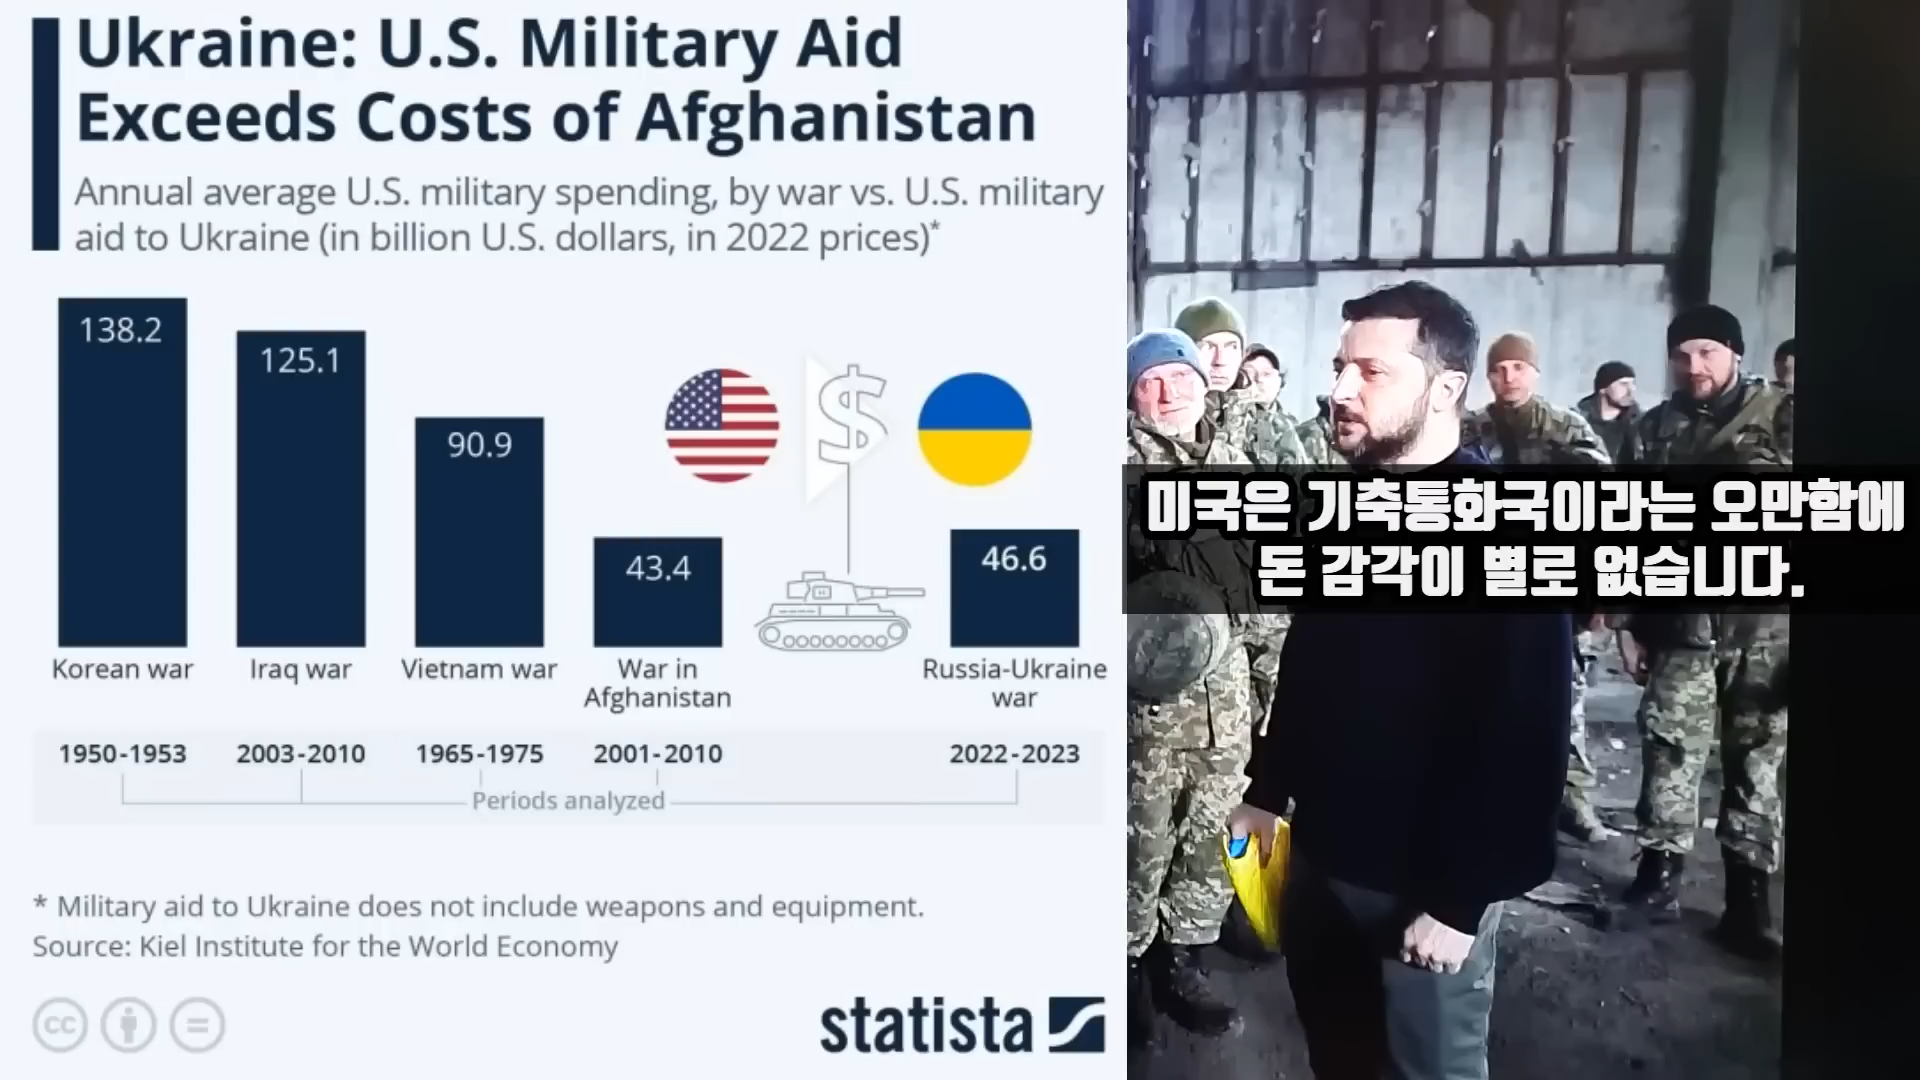 Ukraine: U.S. Military Aid
Exceeds Costs of Afghanistan
Annual average U.S. military spending, by war vs. U.S. military
aid to Ukraine (in billion U.S. dollars, in 2022 prices)*
138.2
125.1
90.9
43.4
46.6
$
Korean war
Iraq war
Vietnam war
War in
Afghanistan
Russia-Ukraine
war
1950-1953
2003-2010
1965-1975
2001-2010
2022-2023
Periods analyzed
* Military aid to Ukraine does not include weapons and equipment.
Source: Kiel Institute for the World Economy
cc
statista
미국은 기축통화국이라는 오만함에
돈 감각이 별로 없습니다.